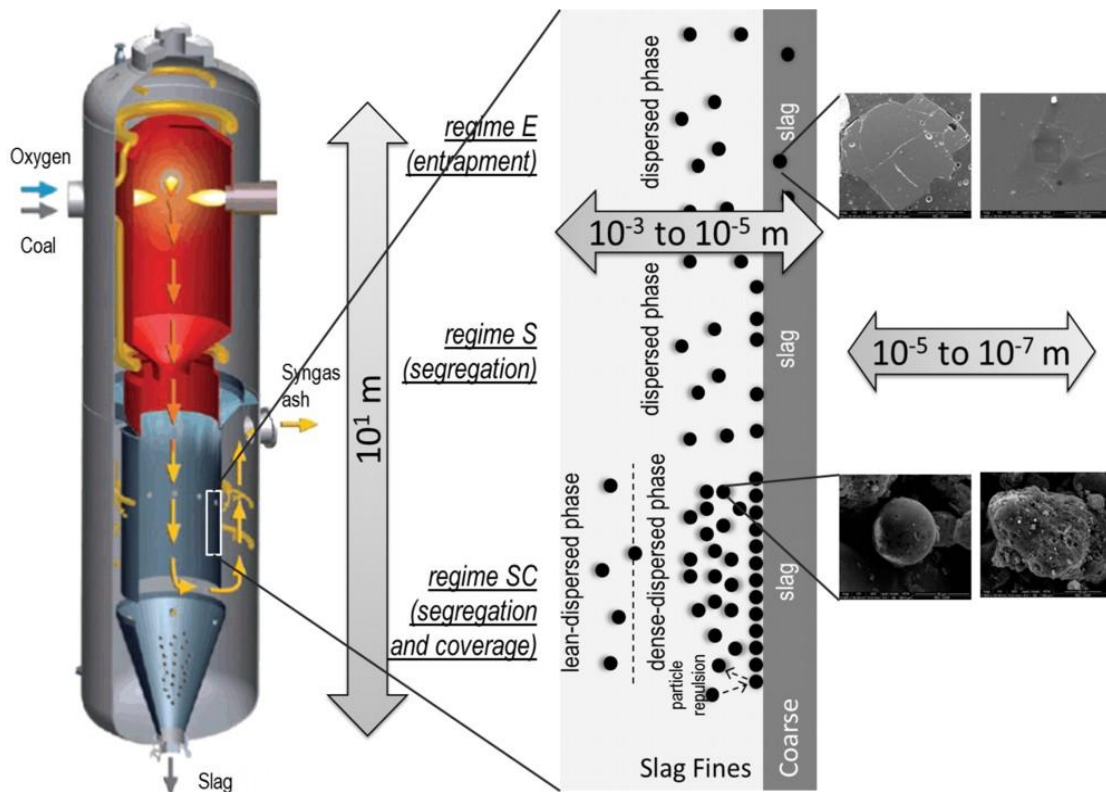 Oxygen
Coal
Syngas
ash
Slag
10¹ m
regime E
(entrapment)
regime S
(segregation)
regime SC
(segregation
and coverage)
dispersed phase
slag
10⁻³ to 10⁻⁵ m
dispersed phase
slag
lean-dispersed phase
dense-dispersed phase
slag
particle
repulsion
Slag Fines
Coarse
10⁻⁵ to 10⁻⁷ m